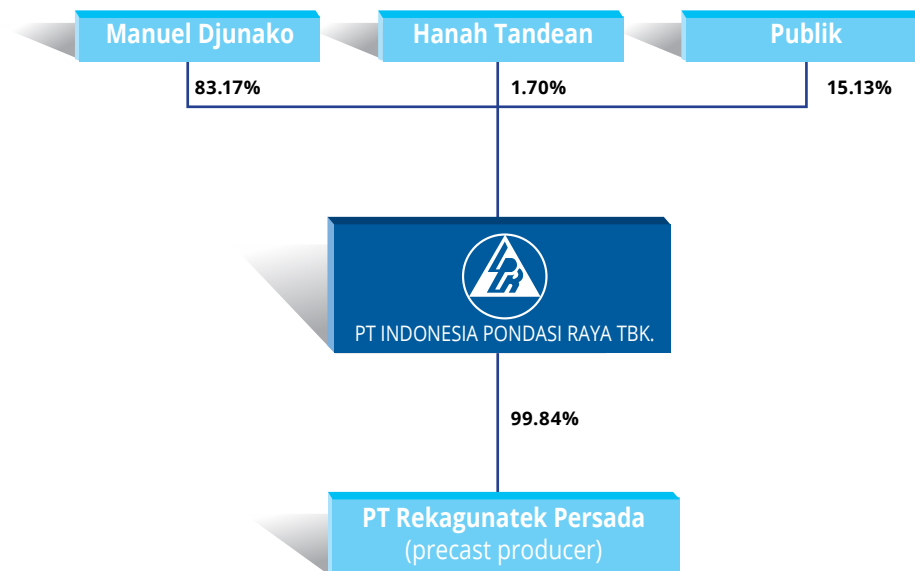 Manuel Djunako
Hanah Tandean
Publik
83.17%
1.70%
15.13%
IPR
PT INDONESIA PONDASI RAYA TBK.
99.84%
PT Rekagunatek Persada
(precast producer)